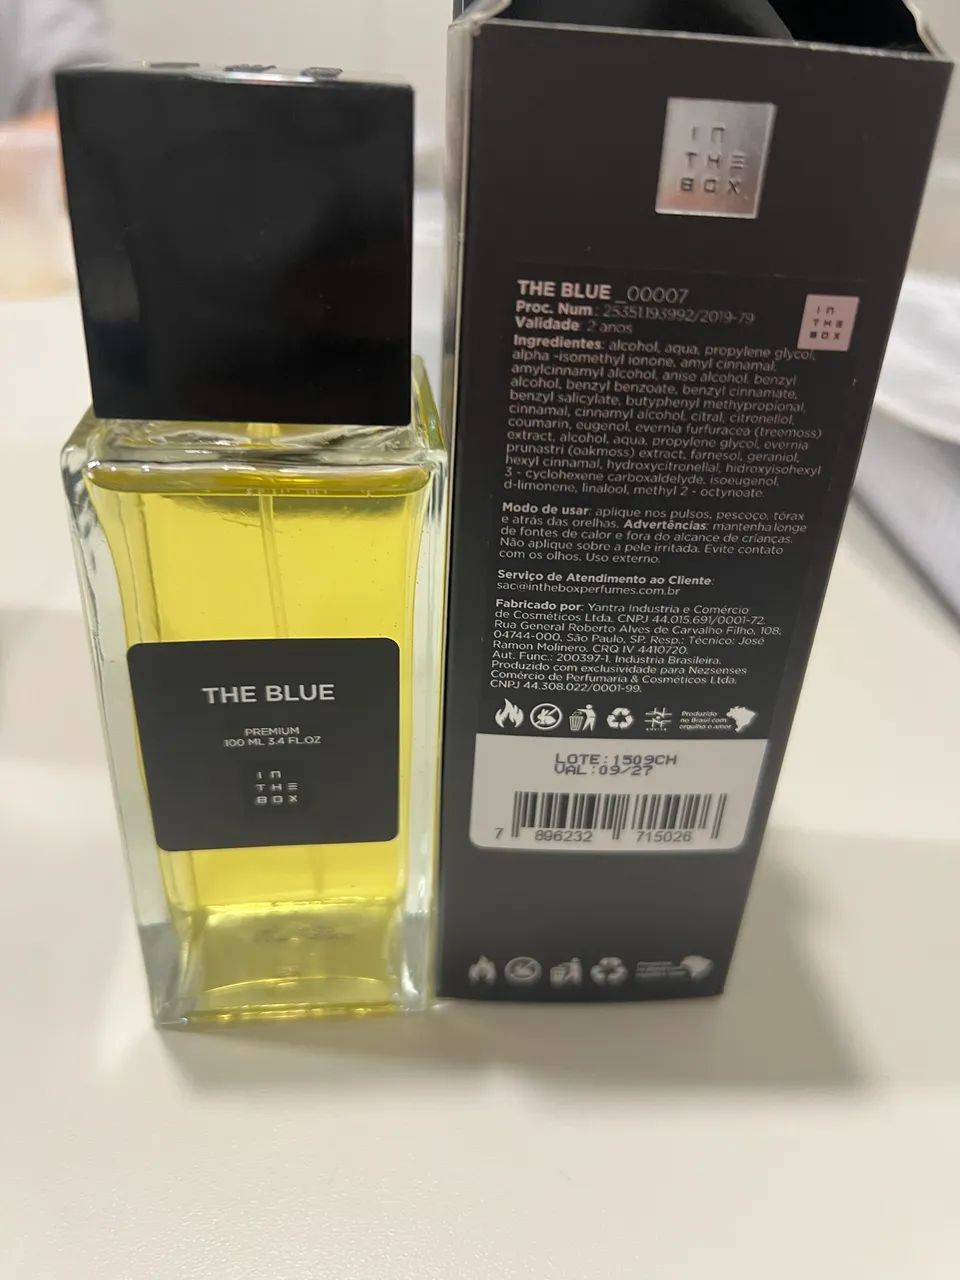 THE BLUE
PREMIUM
100 ML 3.4 FL.OZ
IN
THE
BOX
IN
THE
BOX
THE BLUE _00007
Proc. Num.: 25351.193992/2019-79
Validade: 2 anos
IN
THE
BOX
Ingredientes: alcohol, aqua, propylene glycol,
alpha -isomethyl ionone, amyl cinnamal,
amylcinnamyl alcohol, anise alcohol, benzyl
alcohol, benzyl benzoate, benzyl cinnamate,
benzyl salicylate, butyphenyl methypropional,
cinnamal, cinnamyl alcohol, citral, citronellol,
coumarin, eugenol, evernia furfuracea (treemoss)
extract, alcohol, aqua, propylene glycol, evernia
prunastri (oakmoss) extract, farnesol, geraniol,
hexyl cinnamal, hydroxycitronellal, hidroxyisohexyl
3 - cyclohexene carboxaldelyde, isoeugenol,
d-limonene, linalool, methyl 2 - octynoate.
Modo de usar: aplique nos pulsos, pescoço, tórax
e atrás das orelhas. Advertências: mantenha longe
de fontes de calor e fora do alcance de crianças.
Não aplique sobre a pele irritada. Evite contato
com os olhos. Uso externo.
Serviço de Atendimento ao Cliente:
sac@intheboxperfumes.com.br
Fabricado por: Yantra Industria e Comércio
de Cosméticos Ltda. CNPJ 44.015.691/0001-72.
Rua General Roberto Alves de Carvalho Filho, 108,
04744-000, São Paulo, SP. Resp.: Técnico: José
Ramon Molinero. CRQ IV 4410720.
Aut. Func.: 200397-1. Indústria Brasileira.
Produzido com exclusividade para Nezsenses
Comércio de Perfumaria & Cosméticos Ltda.
CNPJ 44.308.022/0001-99.
Produzido
no Brasil com
orgulho e amor
LOTE:1509CH
VAL:09/27
7 896232 715026